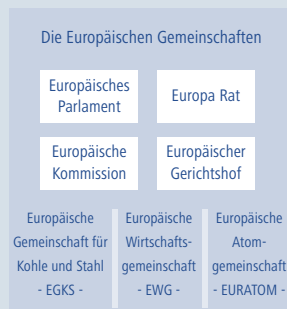 Die Europäischen Gemeinschaften
Europäisches
Parlament
Europa Rat
Europäische
Kommission
Europäischer
Gerichtshof
Europäische
Gemeinschaft für
Kohle und Stahl
- EGKS -
Europäische
Wirtschafts-
gemeinschaft
- EWG -
Europäische
Atom-
gemeinschaft
- EURATOM -